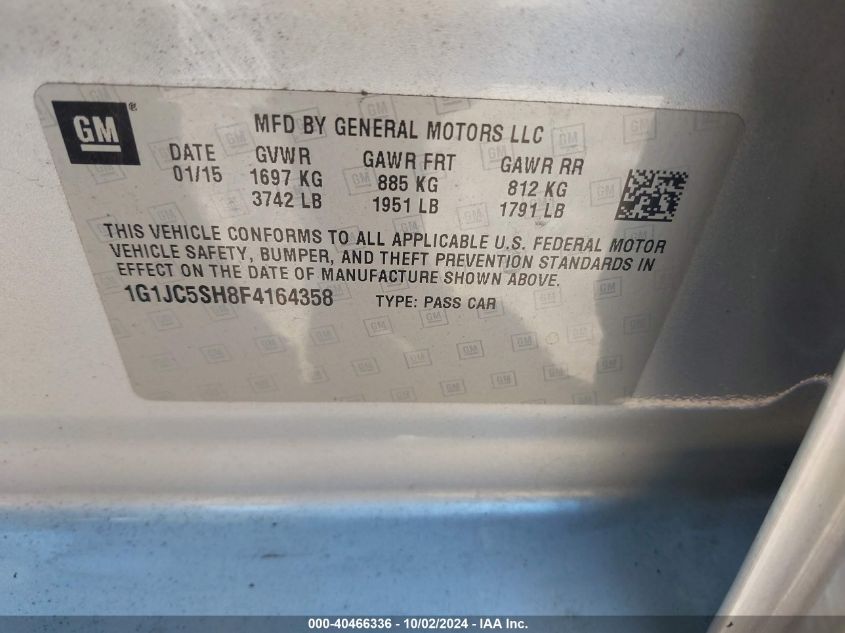 GM®
MFD BY GENERAL MOTORS LLC
DATE GVWR GAWR FRT GAWR RR
01/15 1697 KG 885 KG 812 KG
3742 LB 1951 LB 1791 LB
THIS VEHICLE CONFORMS TO ALL APPLICABLE U.S. FEDERAL MOTOR
VEHICLE SAFETY, BUMPER, AND THEFT PREVENTION STANDARDS IN
EFFECT ON THE DATE OF MANUFACTURE SHOWN ABOVE.
1G1JC5SH8F4164358 TYPE: PASS CAR
000-40466336 - 10/02/2024 - IAA Inc.